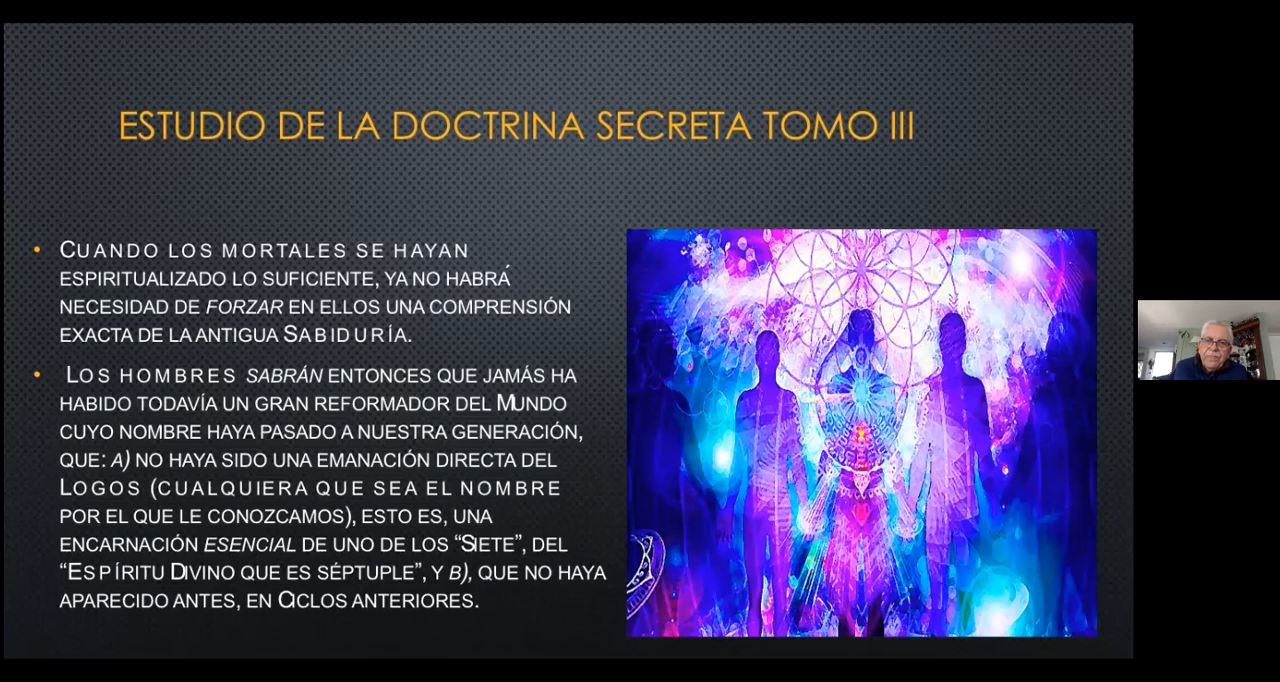 ESTUDIO DE LA DOCTRINA SECRETA TOMO III
• CUANDO LOS MORTALES SE HAYAN
ESPIRITUALIZADO LO SUFICIENTE, YA NO HABRÁ
NECESIDAD DE FORZAR EN ELLOS UNA COMPRENSIÓN
EXACTA DE LA ANTIGUA SABIDURÍA.
• LOS HOMBRES SABRÁN ENTONCES QUE JAMÁS HA
HABIDO TODAVÍA UN GRAN REFORMADOR DEL MUNDO
CUYO NOMBRE HAYA PASADO A NUESTRA GENERACIÓN,
QUE: A) NO HAYA SIDO UNA EMANACIÓN DIRECTA DEL
LOGOS (CUALQUIERA QUE SEA EL NOMBRE
POR EL QUE LE CONOZCAMOS), ESTO ES, UNA
ENCARNACIÓN ESENCIAL DE UNO DE LOS “SIETE”, DEL
“ESPÍRITU DIVINO QUE ES SÉPTUPLE”, Y B), QUE NO HAYA
APARECIDO ANTES, EN CICLOS ANTERIORES.